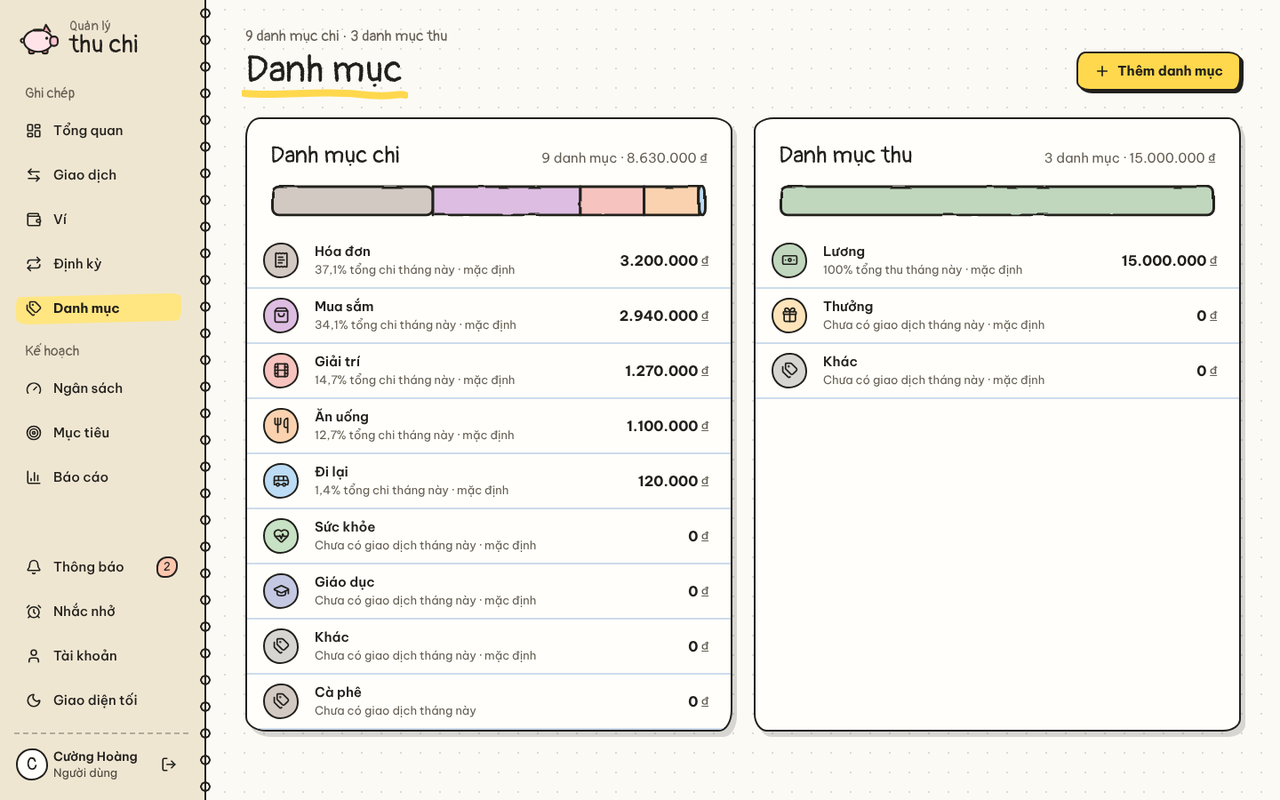 Quản lý
thu chi
Ghi chép
Tổng quan
Giao dịch
Ví
Định kỳ
Danh mục
Kế hoạch
Ngân sách
Mục tiêu
Báo cáo
Thông báo 2
Nhắc nhở
Tài khoản
Giao diện tối
C
Cường Hoàng
Người dùng
9 danh mục chi · 3 danh mục thu
Danh mục
Thêm danh mục
Danh mục chi
9 danh mục · 8.630.000 ₫
Hóa đơn
37,1% tổng chi tháng này · mặc định
3.200.000 ₫
Mua sắm
34,1% tổng chi tháng này · mặc định
2.940.000 ₫
Giải trí
14,7% tổng chi tháng này · mặc định
1.270.000 ₫
Ăn uống
12,7% tổng chi tháng này · mặc định
1.100.000 ₫
Đi lại
1,4% tổng chi tháng này · mặc định
120.000 ₫
Sức khỏe
Chưa có giao dịch tháng này · mặc định
0 ₫
Giáo dục
Chưa có giao dịch tháng này · mặc định
0 ₫
Khác
Chưa có giao dịch tháng này · mặc định
0 ₫
Cà phê
Chưa có giao dịch tháng này
0 ₫
Danh mục thu
3 danh mục · 15.000.000 ₫
Lương
100% tổng thu tháng này · mặc định
15.000.000 ₫
Thưởng
Chưa có giao dịch tháng này · mặc định
0 ₫
Khác
Chưa có giao dịch tháng này · mặc định
0 ₫